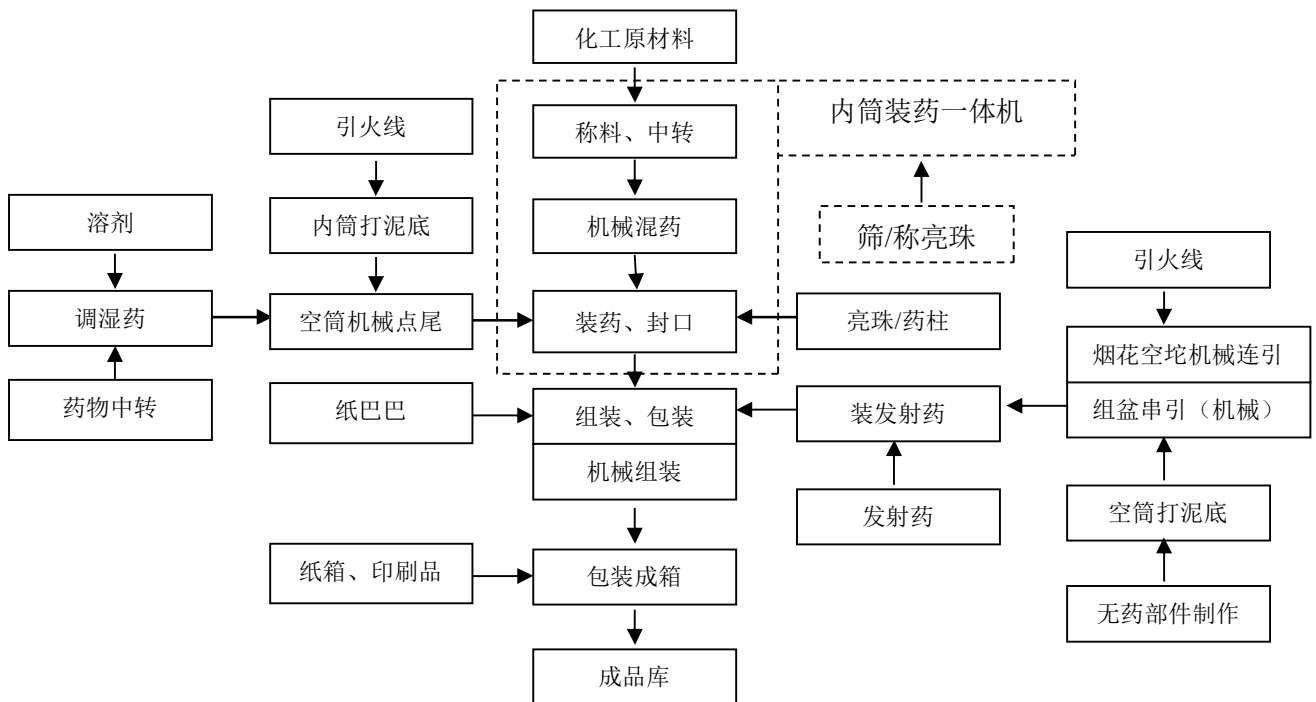 化工原材料
内筒装药一体机
引火线
称料、中转
溶剂
内筒打泥底
机械混药
筛/称亮珠
引火线
调湿药
空筒机械点尾
装药、封口
亮珠/药柱
烟花空坨机械连引
药物中转
纸巴巴
组装、包装
装发射药
组盆串引（机械）
机械组装
发射药
空筒打泥底
纸箱、印刷品
包装成箱
无药部件制作
成品库